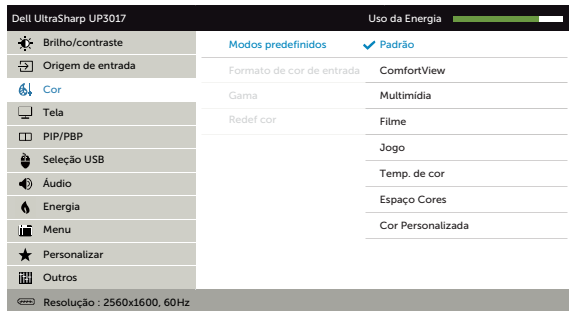 Dell UltraSharp UP3017
Uso da Energia
Brilho/contraste
Origem de entrada
Cor
Tela
PIP/PBP
Seleção USB
Áudio
Energia
Menu
Personalizar
Outros
Modos predefinidos
Formato de cor de entrada
Gama
Redef cor
Padrão
ComfortView
Multimídia
Filme
Jogo
Temp. de cor
Espaço Cores
Cor Personalizada
Resolução : 2560x1600, 60Hz